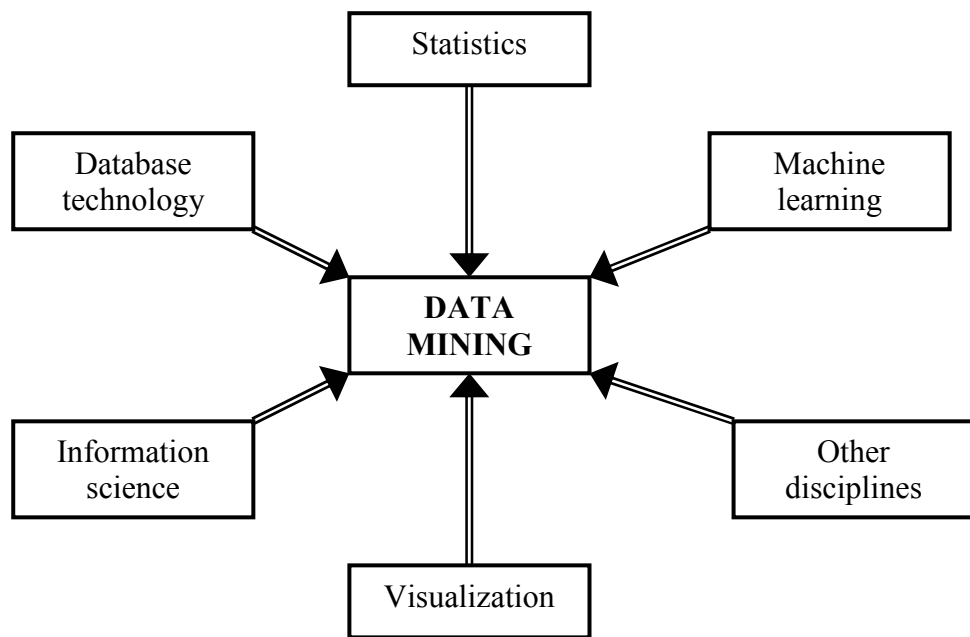 Statistics
Database
technology
Machine
learning
DATA
MINING
Information
science
Other
disciplines
Visualization